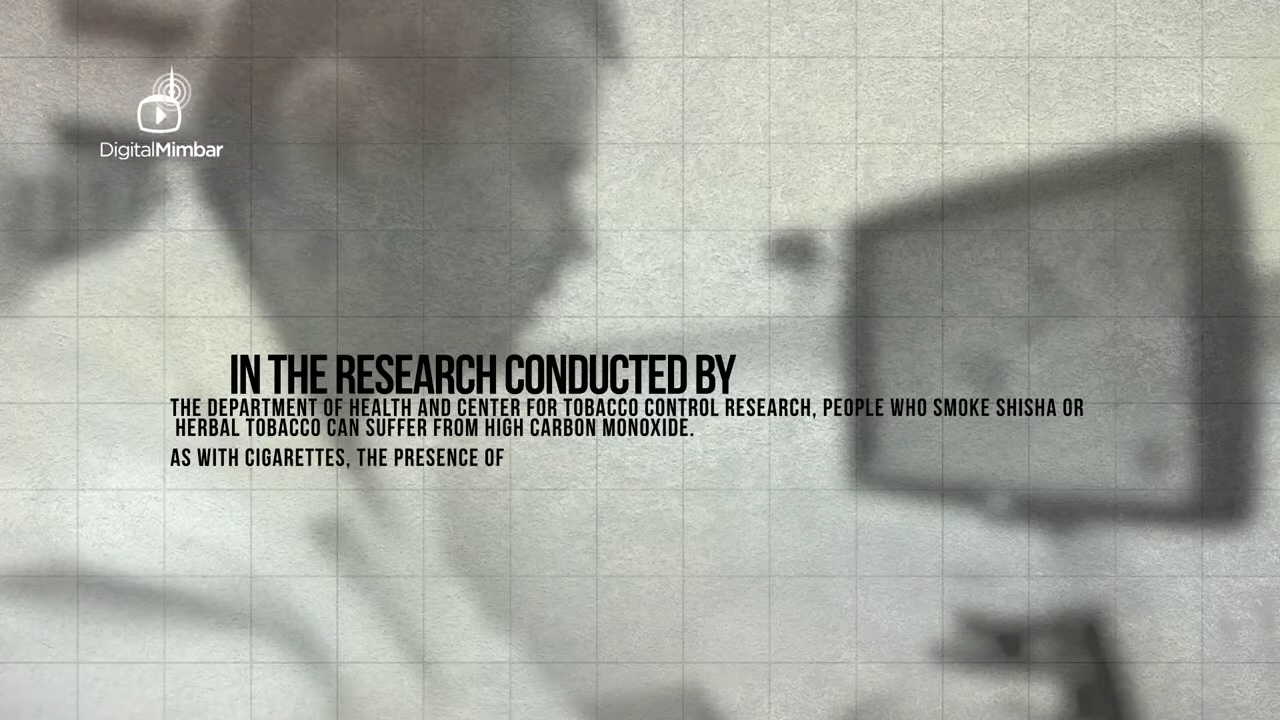 DigitalMimbar
IN THE RESEARCH CONDUCTED BY
THE DEPARTMENT OF HEALTH AND CENTER FOR TOBACCO CONTROL RESEARCH, PEOPLE WHO SMOKE SHISHA OR
HERBAL TOBACCO CAN SUFFER FROM HIGH CARBON MONOXIDE.
AS WITH CIGARETTES, THE PRESENCE OF